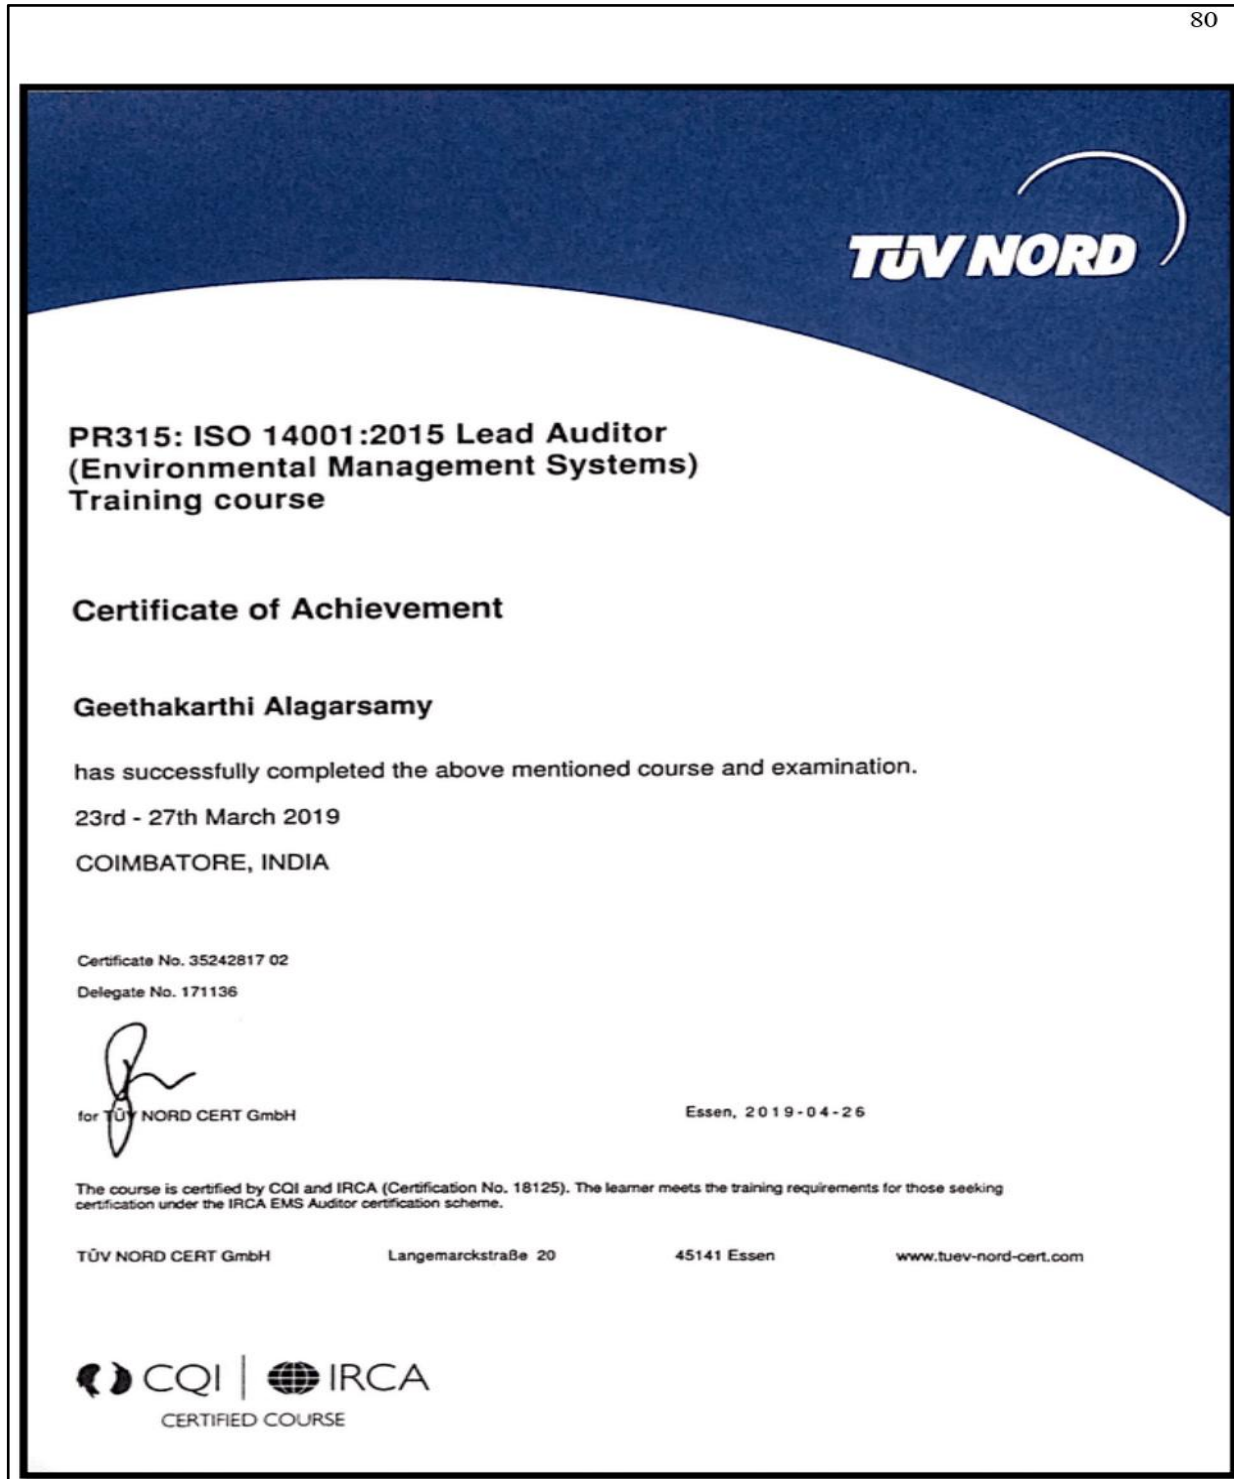 80
TÜV NORD
PR315: ISO 14001:2015 Lead Auditor
(Environmental Management Systems)
Training course
Certificate of Achievement
Geethakarthi Alagarsamy
has successfully completed the above mentioned course and examination.
23rd - 27th March 2019
COIMBATORE, INDIA
Certificate No. 35242817 02
Delegate No. 171136
for TÜV NORD CERT GmbH
Essen, 2019-04-26
The course is certified by CQI and IRCA (Certification No. 18125). The learner meets the training requirements for those seeking
certification under the IRCA EMS Auditor certification scheme.
TÜV NORD CERT GmbH Langemarckstraße 20 45141 Essen www.tuev-nord-cert.com
CQI | IRCA
CERTIFIED COURSE